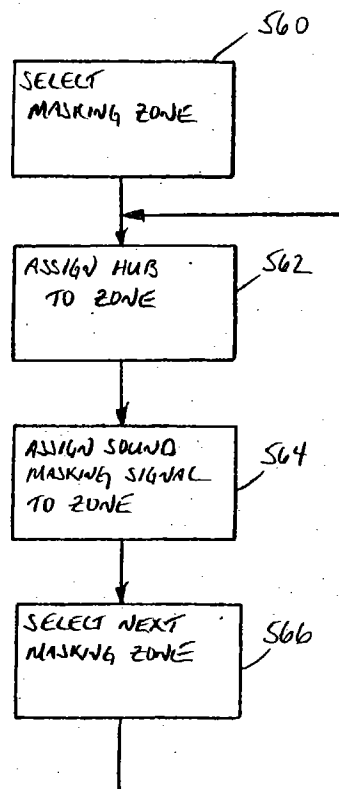 560
SELECT
MASKING ZONE
ASSIGN HUB
TO ZONE
562
ASSIGN SOUND
MASKING SIGNAL
TO ZONE
564
SELECT NEXT
MASKING ZONE
566